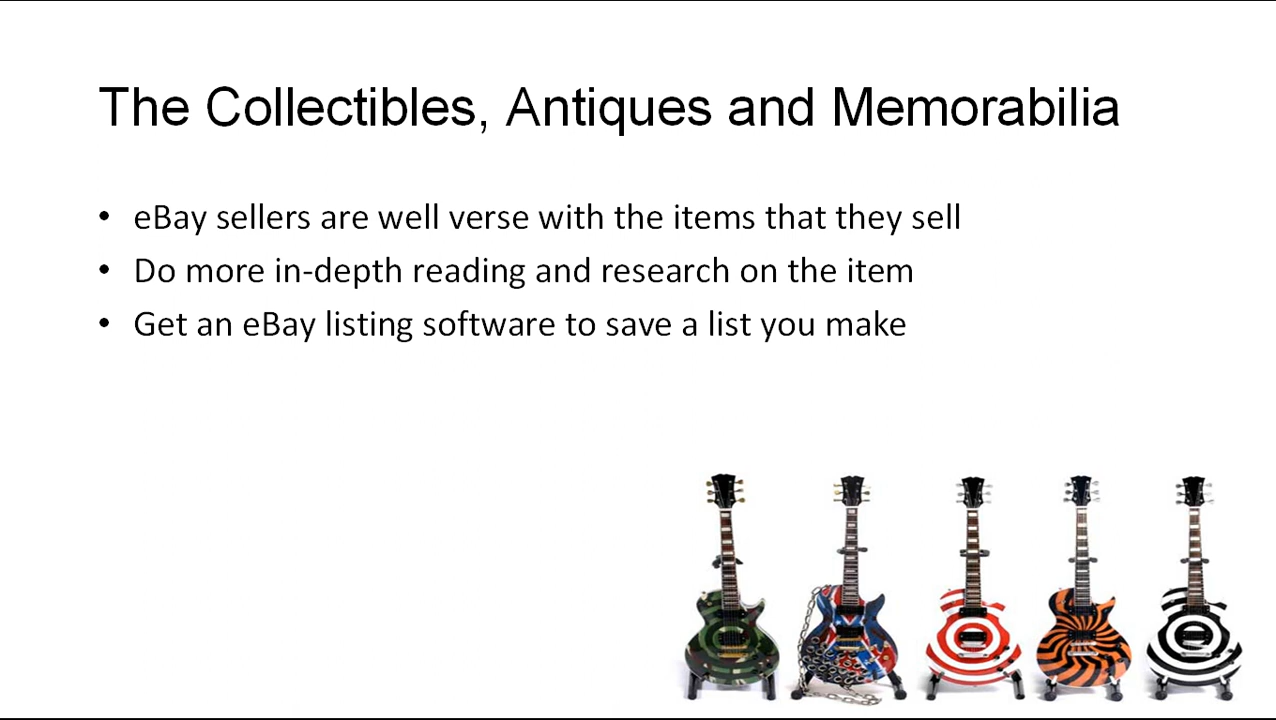 The Collectibles, Antiques and Memorabilia
• eBay sellers are well verse with the items that they sell
• Do more in-depth reading and research on the item
• Get an eBay listing software to save a list you make